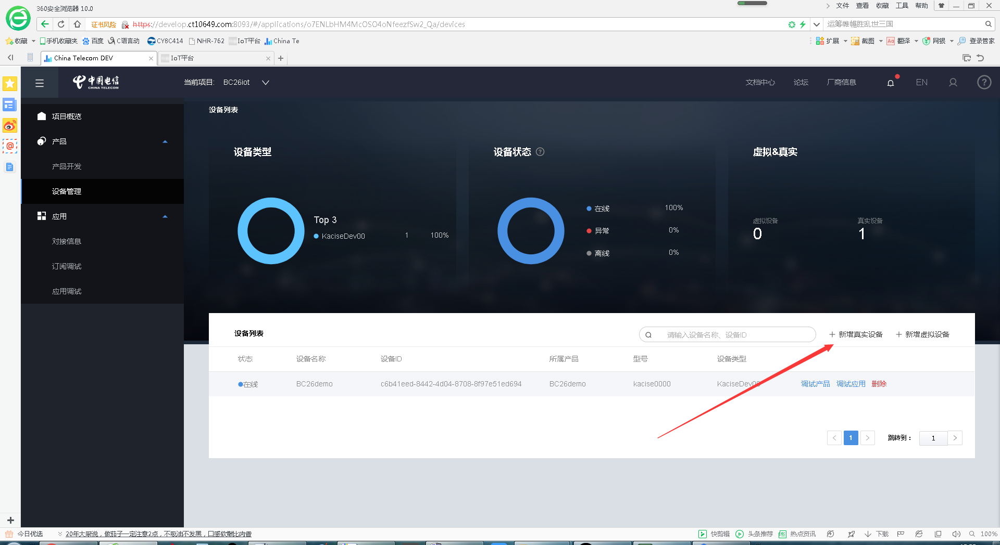 360安全浏览器 10.0
文件 查看 收藏 工具 帮助
证书风险 https://develop.ct10649.com:8093/#/applications/o7ENLbHM4McOSO4oNfeezfSw2_Qa/devices
运筹帷幄胜乱世三国
收藏 手机收藏夹 百度 C语言动 CY8C414 NHR-762 IoT平台 China Te
扩展 截图 翻译 网银 登录管家
China Telecom DEV IoT平台
中国电信
CHINA TELECOM
当前项目: BC26iot
文档中心 论坛 厂商信息 EN
项目概览
产品
产品开发
设备管理
应用
对接信息
订阅调试
应用调试
设备列表
设备类型
Top 3
KaciseDev00 1 100%
设备状态 ?
在线 100%
异常 0%
离线 0%
虚拟&真实
虚拟设备 真实设备
0 1
设备列表
请输入设备名称、设备ID
+ 新增真实设备 + 新增虚拟设备
状态 设备名称 设备ID 所属产品 型号 设备类型
在线 BC26demo c6b41eed-8442-4d04-8708-8f97e51ed694 BC26demo kacise0000 KaciseDev00 调试产品 调试应用 删除
< 1 > 跳转到： 1 >
今日优选 20年大厨说，做茄子一定注意2点，不吸油不发黑，口感软嫩比肉香
快剪辑 头条推荐 热点资讯 下载 100%